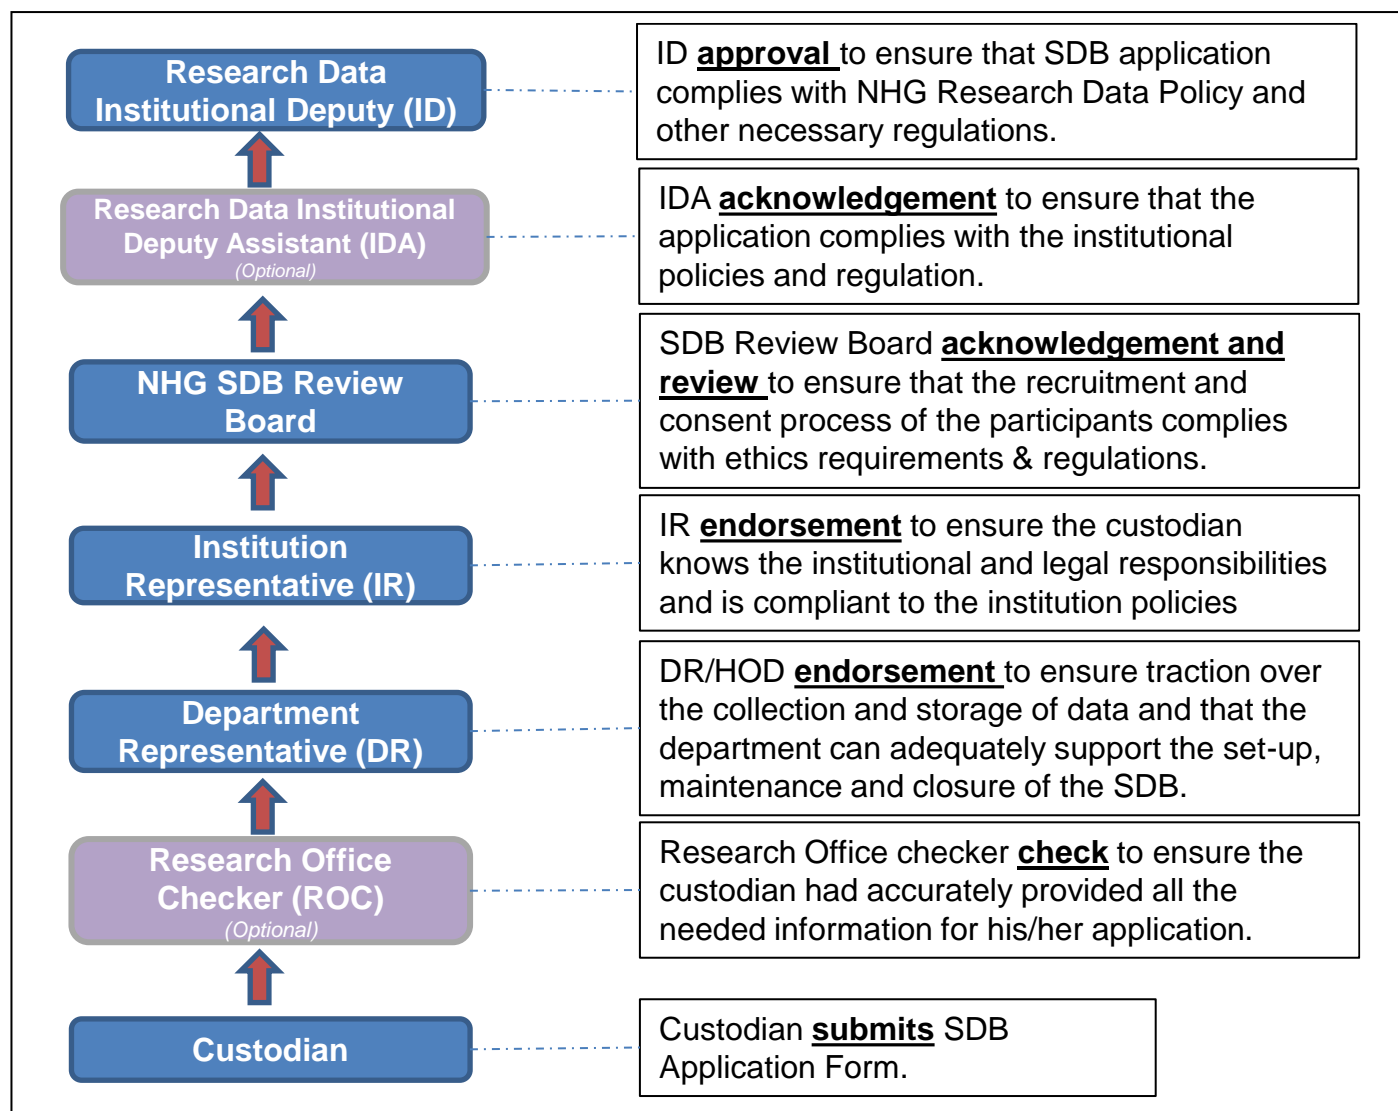 Research Data
Institutional Deputy (ID)
ID approval to ensure that SDB application
complies with NHG Research Data Policy and
other necessary regulations.
Research Data Institutional
Deputy Assistant (IDA)
(Optional)
IDA acknowledgement to ensure that the
application complies with the institutional
policies and regulation.
NHG SDB Review
Board
SDB Review Board acknowledgement and
review to ensure that the recruitment and
consent process of the participants complies
with ethics requirements & regulations.
Institution
Representative (IR)
IR endorsement to ensure the custodian
knows the institutional and legal responsibilities
and is compliant to the institution policies
Department
Representative (DR)
DR/HOD endorsement to ensure traction over
the collection and storage of data and that the
department can adequately support the set-up,
maintenance and closure of the SDB.
Research Office
Checker (ROC)
(Optional)
Research Office checker check to ensure the
custodian had accurately provided all the
needed information for his/her application.
Custodian
Custodian submits SDB
Application Form.